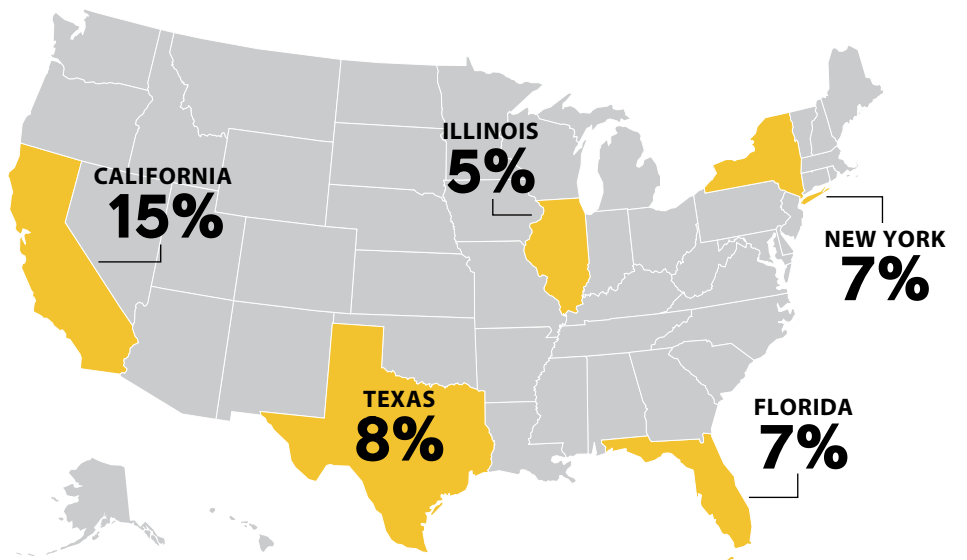 ILLINOIS
5%
CALIFORNIA
15%
NEW YORK
7%
TEXAS
8%
FLORIDA
7%